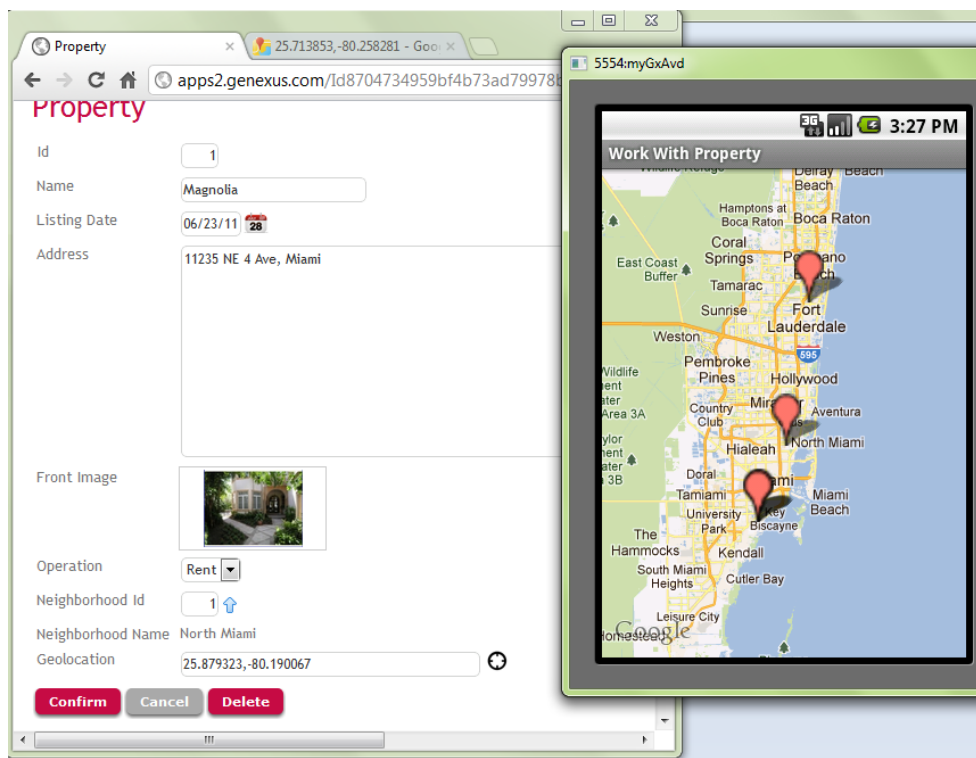 Property
25.713853,-80.258281 - Goo
apps2.genexus.com/Id8704734959bf4b73ad79978
Property
Id
1
Name
Magnolia
Listing Date
06/23/11
28
Address
11235 NE 4 Ave, Miami
Front Image
Operation
Rent
Neighborhood Id
1
Neighborhood Name
North Miami
Geolocation
25.879323,-80.190067
Confirm
Cancel
Delete
5554:myGxAvd
3G
3:27 PM
Work With Property
Delray Beach
Beach
Hamptons at
Boca Raton
Boca Raton
Coral
Springs
East Coast
Buffer
Tamarac
Sunrise
Fort
Lauderdale
Weston
595
Pembroke
Pines
Hollywood
Country
Club
Aventura
North Miami
Hialeah
Doral
Tamiami
Miami
Beach
University
Park
Key
Biscayne
The
Hammocks
Kendall
South Miami
Heights
Cutler Bay
Leisure City
Google
Homestead